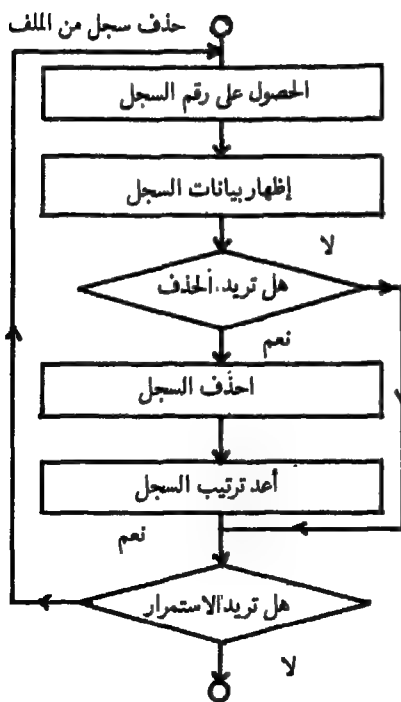 حذف سجل من الملف
الحصول على رقم السجل
إظهار بيانات السجل
لا
هل تريد الحذف
نعم
احذف السجل
أعد ترتيب السجل
نعم
هل تريد الاستمرار
لا